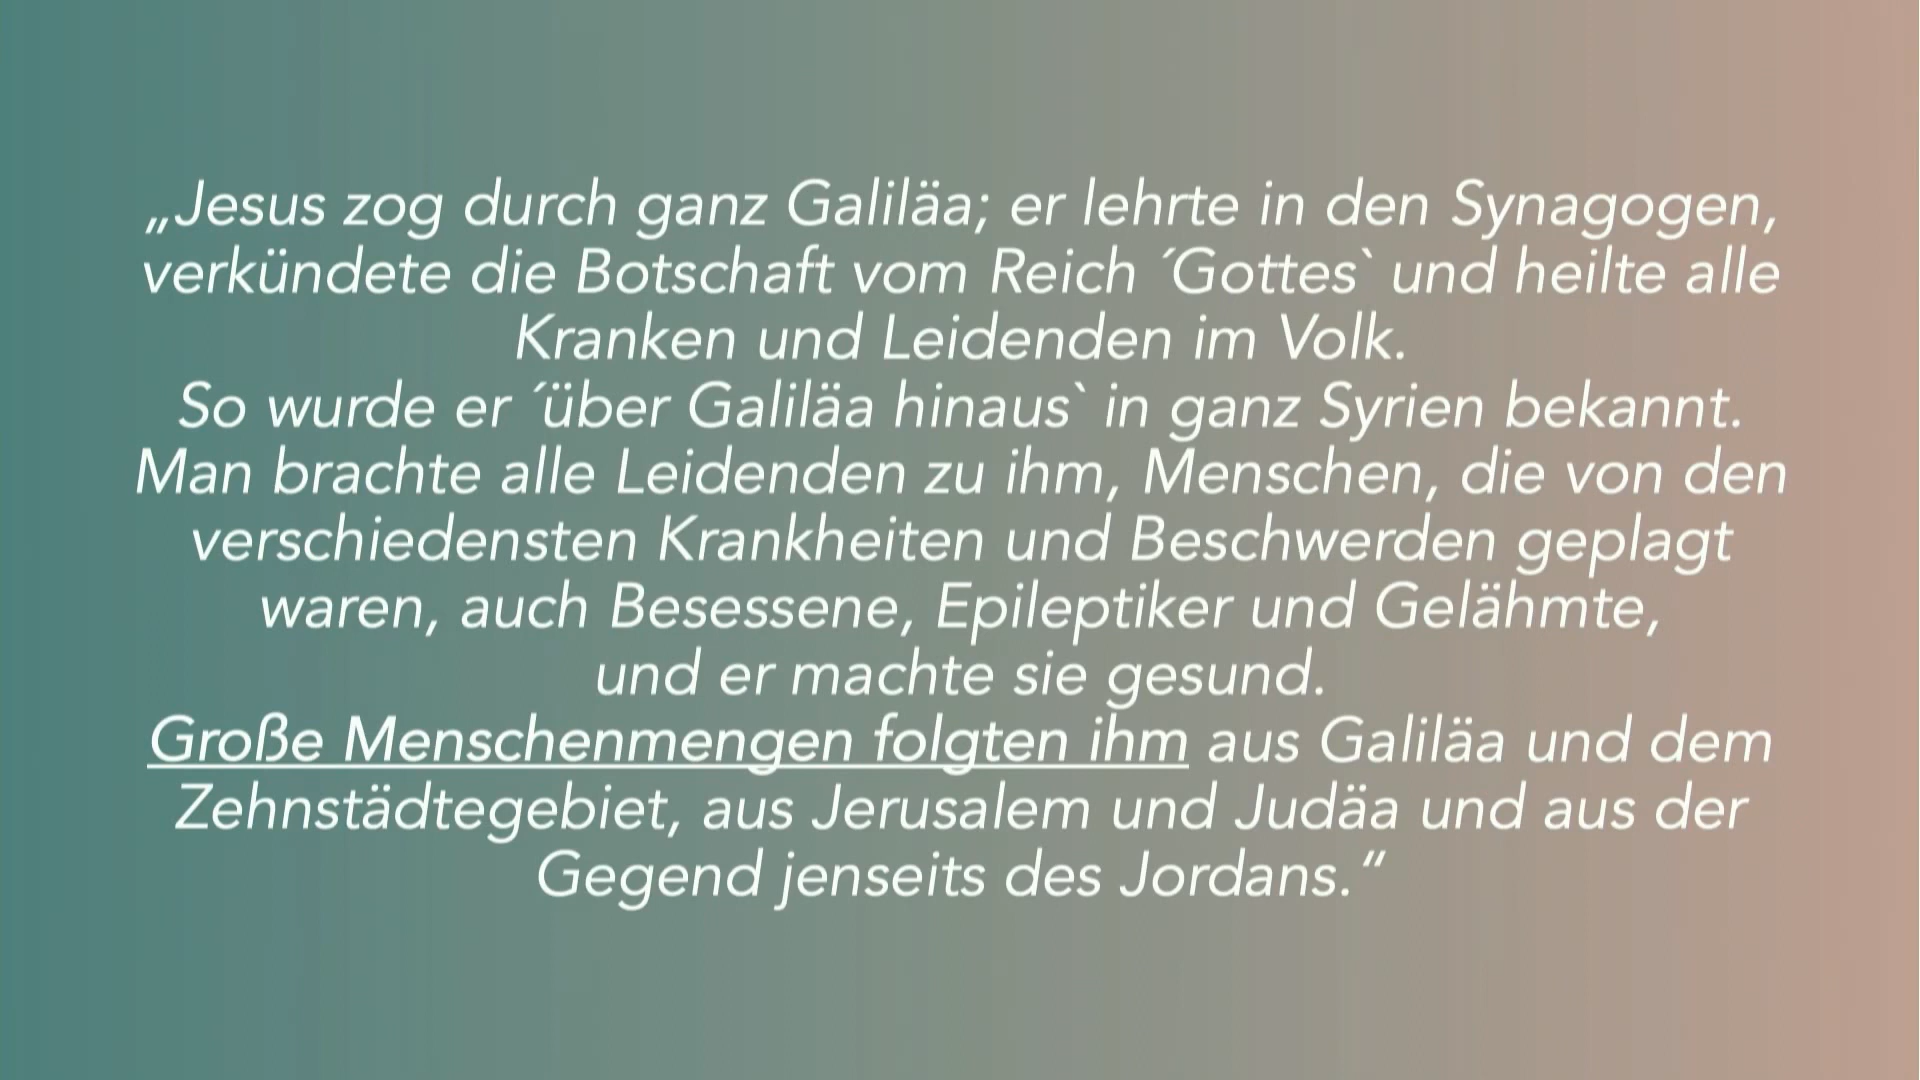 „Jesus zog durch ganz Galiläa; er lehrte in den Synagogen,
verkündete die Botschaft vom Reich ´Gottes` und heilte alle
Kranken und Leidenden im Volk.
So wurde er ´über Galiläa hinaus` in ganz Syrien bekannt.
Man brachte alle Leidenden zu ihm, Menschen, die von den
verschiedensten Krankheiten und Beschwerden geplagt
waren, auch Besessene, Epileptiker und Gelähmte,
und er machte sie gesund.
Große Menschenmengen folgten ihm aus Galiläa und dem
Zehnstädtegebiet, aus Jerusalem und Judäa und aus der
Gegend jenseits des Jordans.“